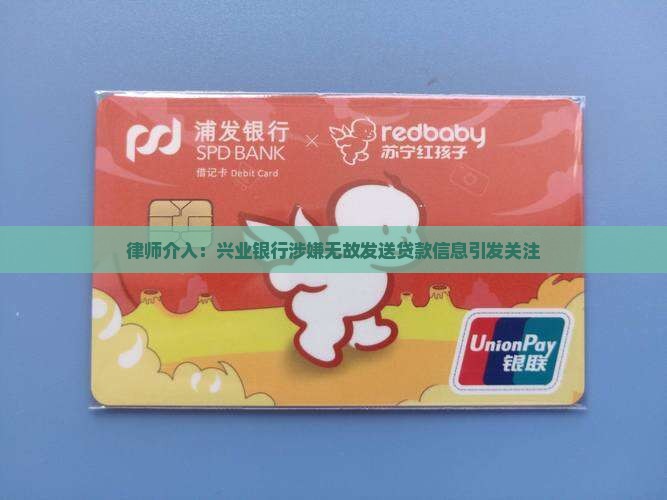 浦发银行
SPD BANK
借记卡 Debit Card
×
redbaby
苏宁红孩子
律师介入：兴业银行涉嫌无故发送贷款信息引发关注
UnionPay
银联